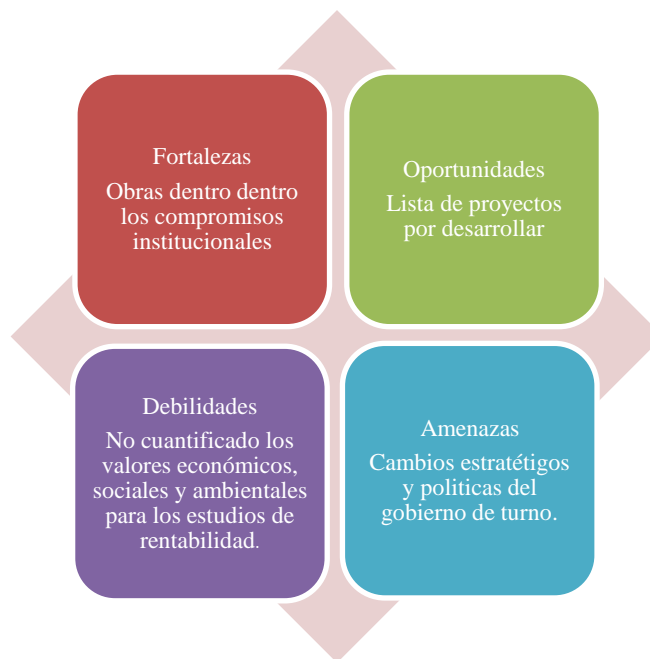 Fortalezas
Obras dentro dentro
los compromisos
institucionales
Oportunidades
Lista de proyectos
por desarrollar
Debilidades
No cuantificado los
valores económicos,
sociales y ambientales
para los estudios de
rentabilidad.
Amenazas
Cambios estratétigos
y politicas del
gobierno de turno.